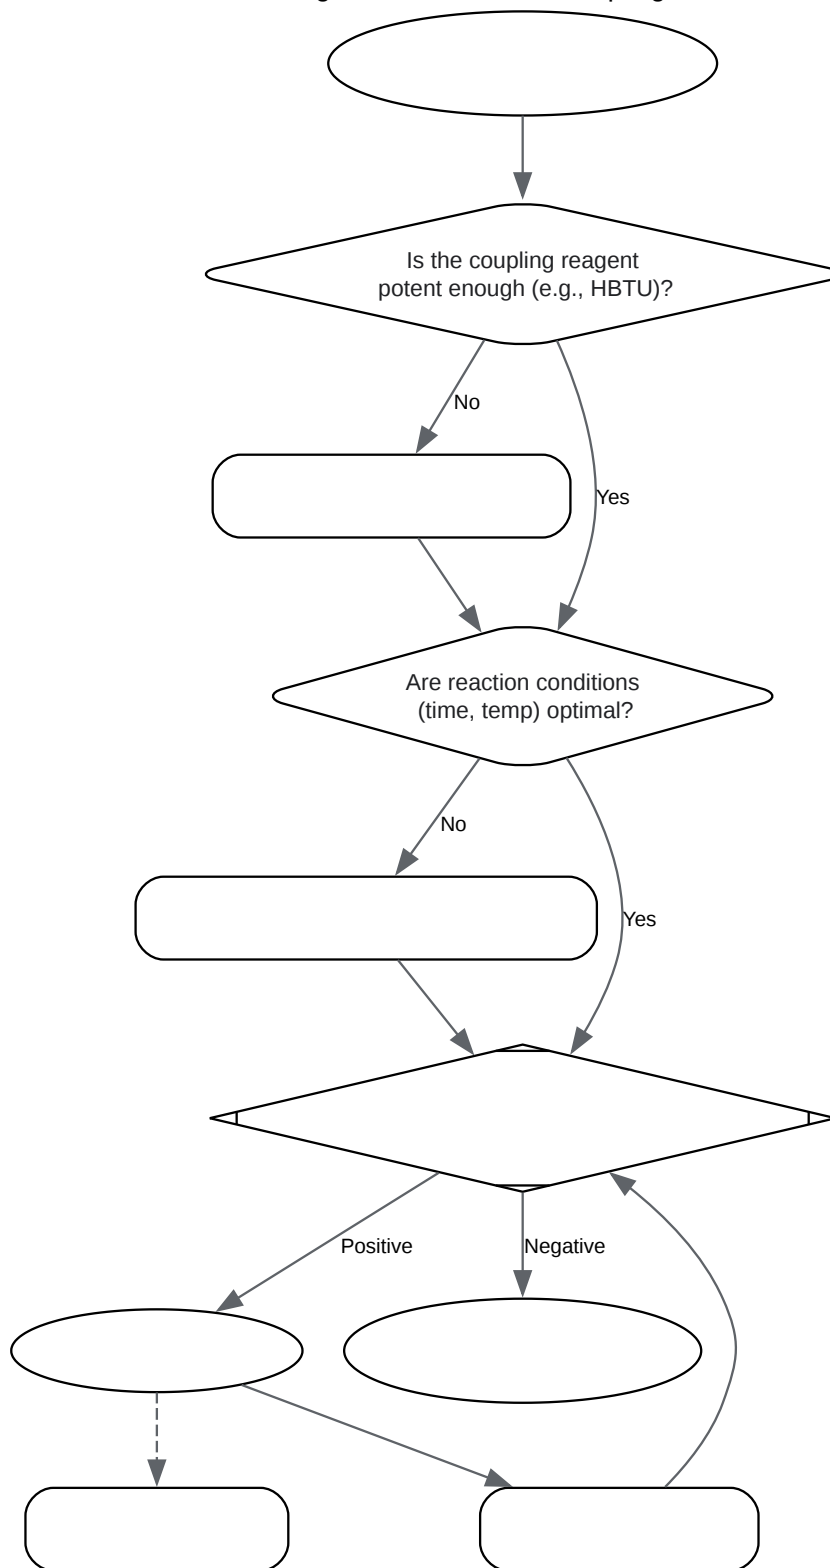 Is the coupling reagent
potent enough (e.g., HBTU)?
No
Yes
Are reaction conditions
(time, temp) optimal?
No
Yes
Positive
Negative